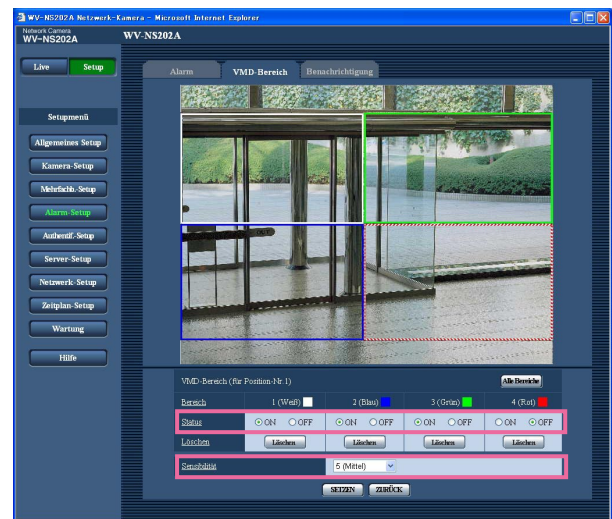 WV-NS202A Netzwerk-Kamera - Microsoft Internet Explorer
Network Camera
WV-NS202A
WV-NS202A
Live Setup
Alarm VMD-Bereich Benachrichtigung
Setupmenü
Allgemeines Setup
Kamera-Setup
Mehrfachb.-Setup
Alarm-Setup
Authentif.-Setup
Server-Setup
Netzwerk-Setup
Zeitplan-Setup
Wartung
Hilfe
VMD-Bereich (für Position-Nr.1) Alle Bereiche
Bereich 1 (Weiß) 2 (Blau) 3 (Grün) 4 (Rot)
Status ON OFF ON OFF ON OFF ON OFF
Löschen Löschen Löschen Löschen Löschen
Sensibilität 5 (Mittel)
SETZEN ZURÜCK